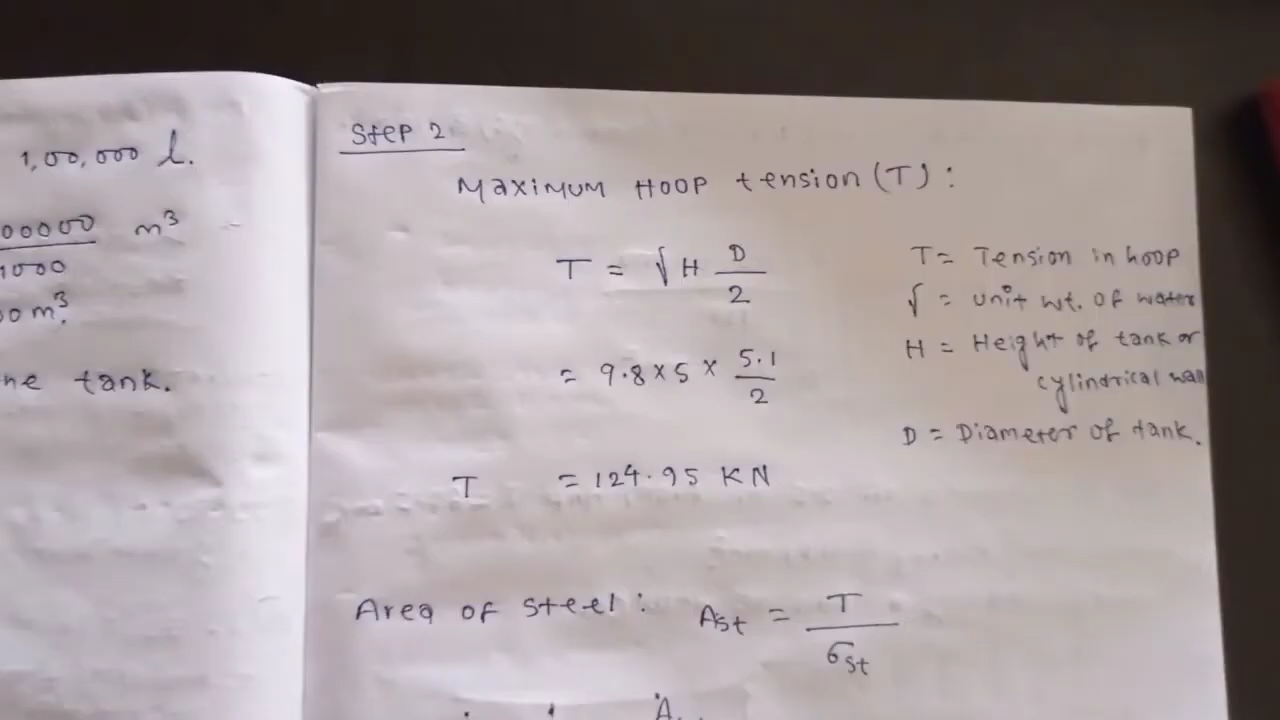 1,00,000 l.
00000 m³
1000
00 m³.
ne tank.
Step 2
Maximum Hoop tension (T) :
T = √ H D/2
= 9.8 × 5 × 5.1/2
T = 124.95 KN
T = Tension in hoop
√ = unit wt. of water
H = Height of tank or
cylindrical wall
D = Diameter of tank.
Area of steel : Ast = T/σst